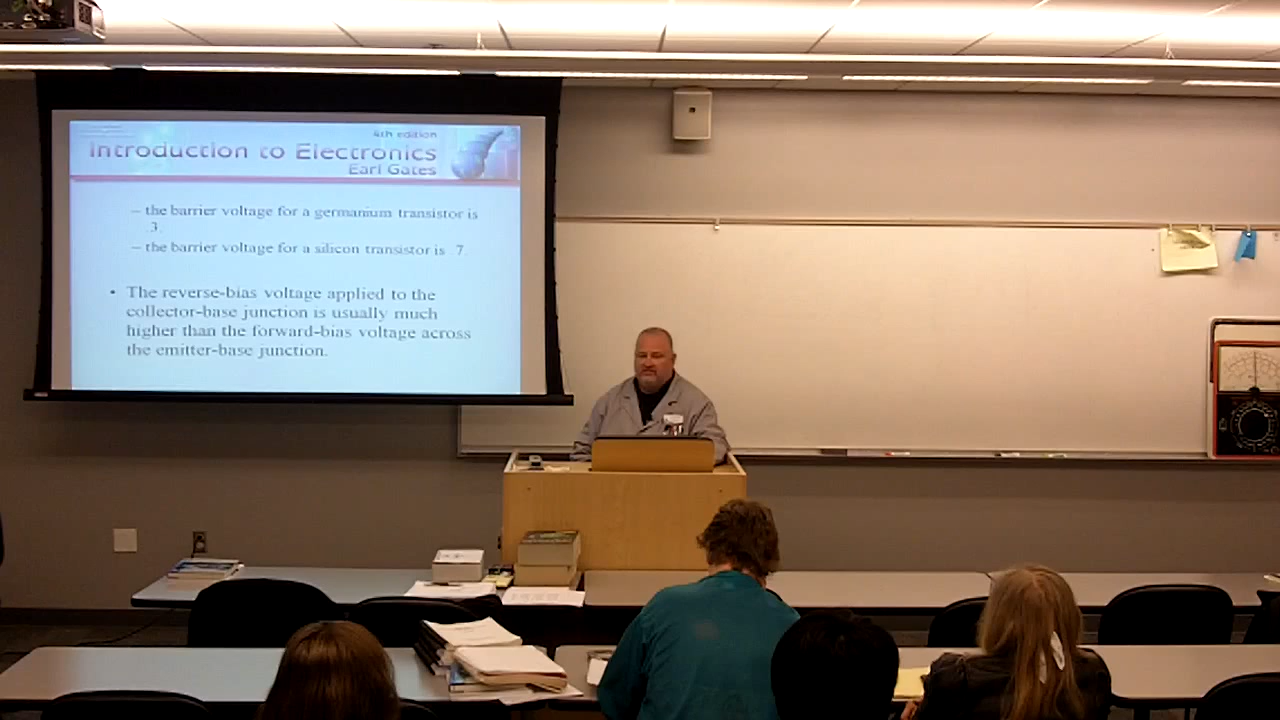 4th edition
Introduction to Electronics
Earl Gates
– the barrier voltage for a germanium transistor is
.3.
– the barrier voltage for a silicon transistor is .7.
• The reverse-bias voltage applied to the
collector-base junction is usually much
higher than the forward-bias voltage across
the emitter-base junction.